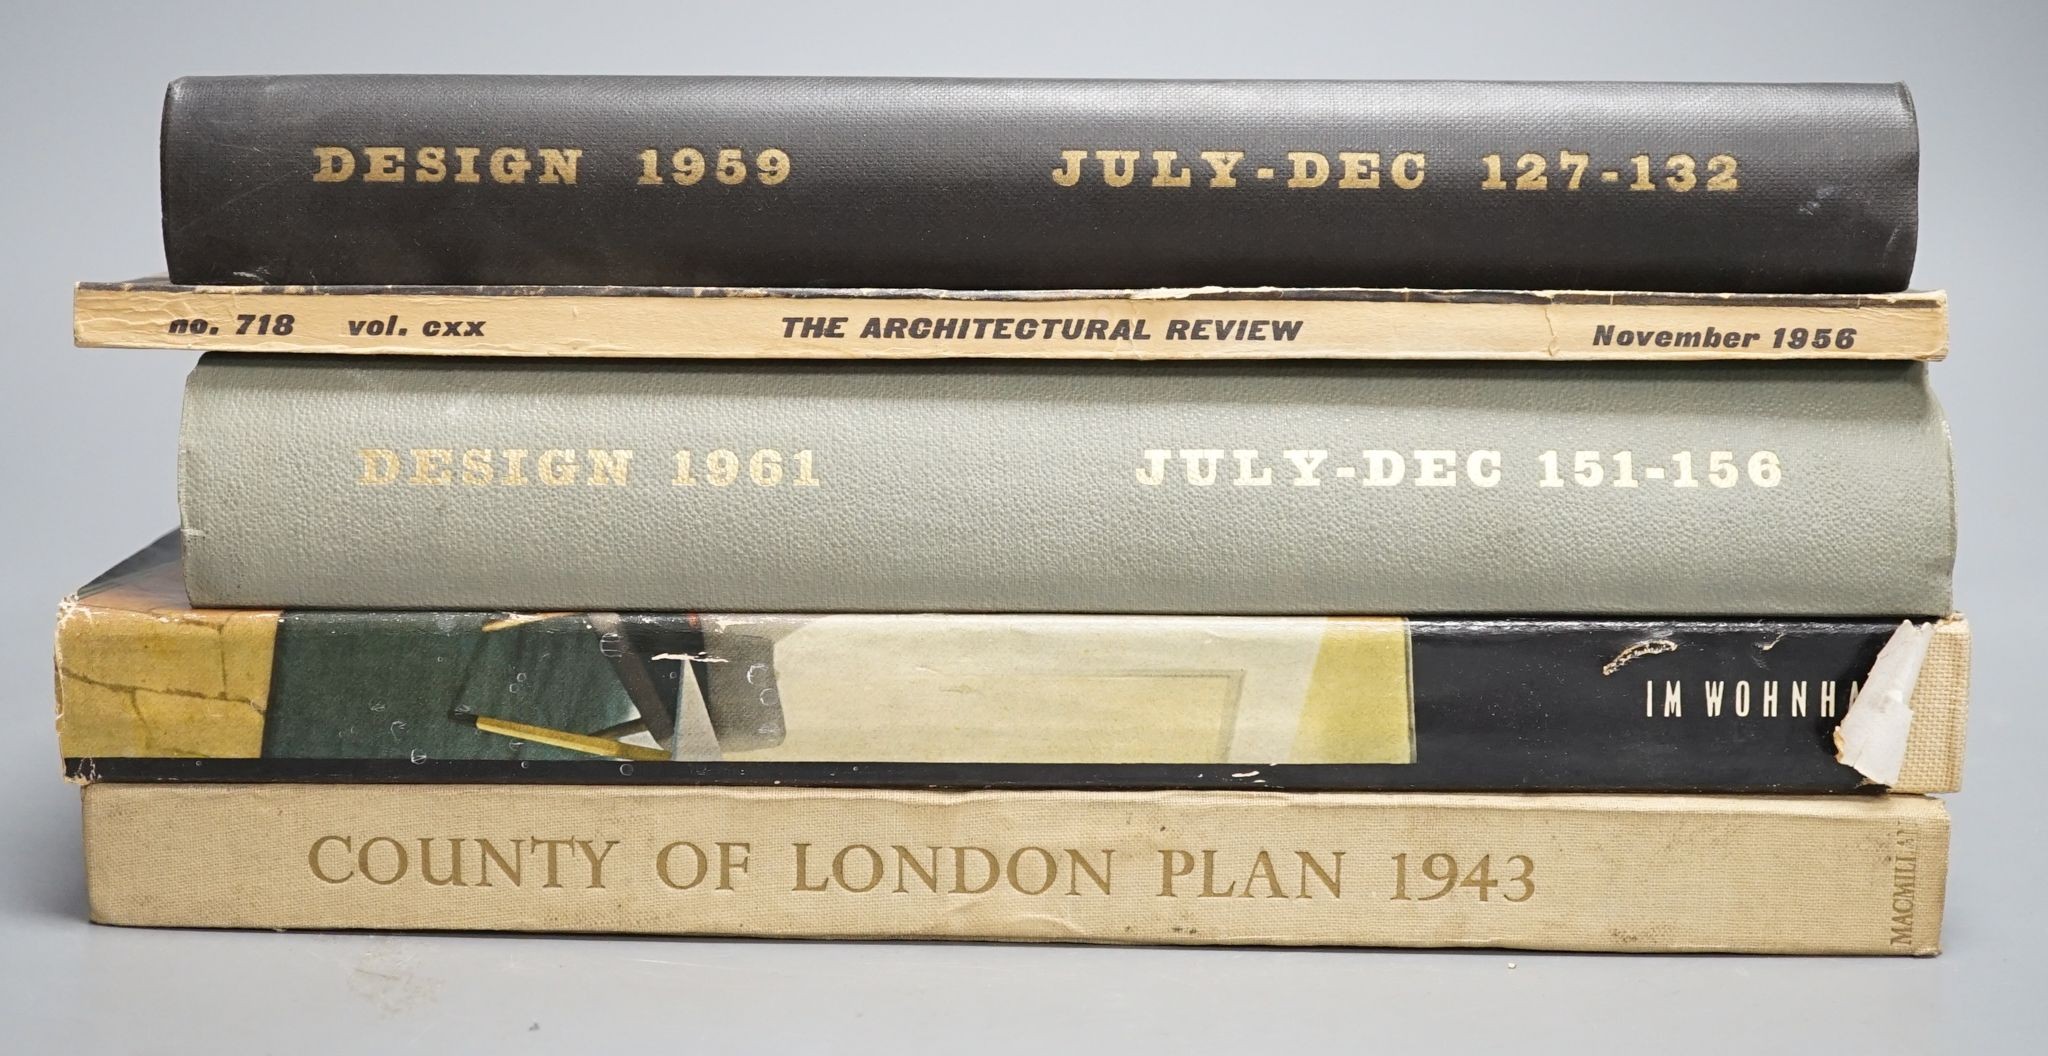 DESIGN 1959 JULY-DEC 127-132
no. 718 vol. cxx THE ARCHITECTURAL REVIEW November 1956
DESIGN 1961 JULY-DEC 151-156
IM WOHNHA
COUNTY OF LONDON PLAN 1943 MACMILLAN